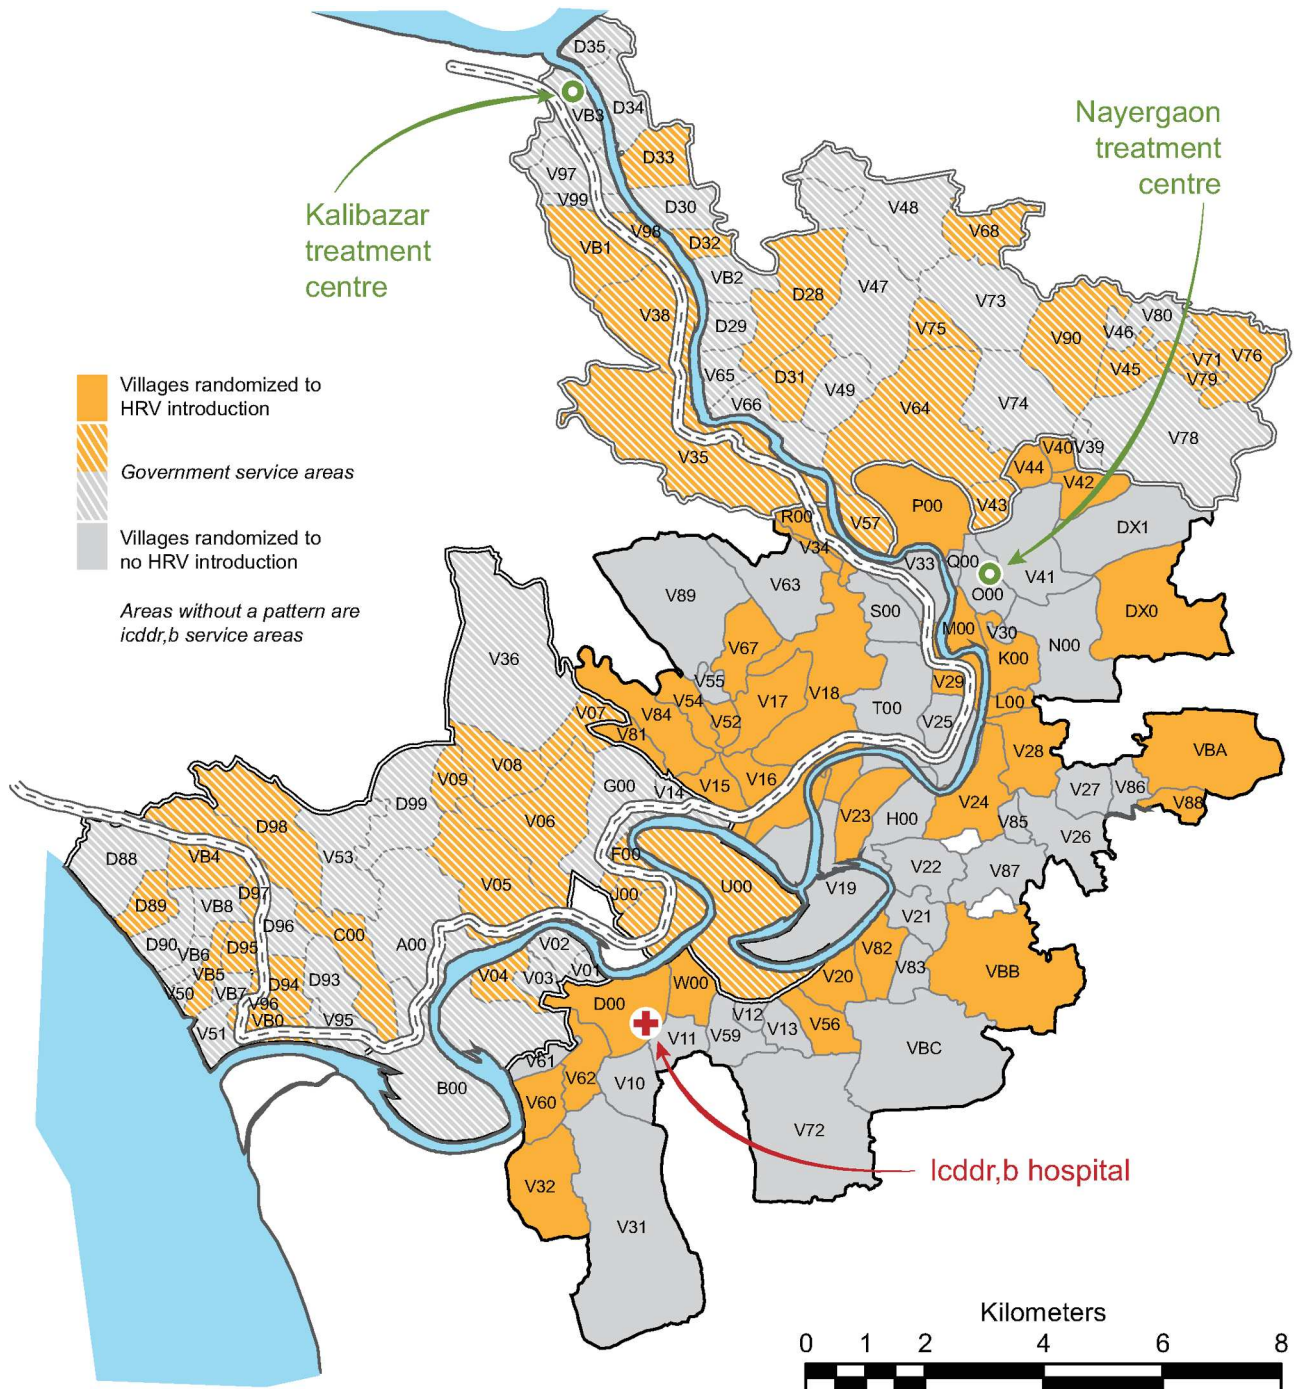 D35
VB3
D34
D33
V97
V99
D30
V98
VB1
D32
VB2
V38
D29
D28
V48
V68
V47
V73
V75
V90
V46
V80
V71
V76
V45
V79
V65
D31
V49
V66
V64
V74
V78
V35
V39
V40
V44
V42
V43
P00
V57
R00
V34
Kalibazar
treatment
centre
Nayergaon
treatment
centre
Villages randomized to
HRV introduction
Government service areas
Villages randomized to
no HRV introduction
Areas without a pattern are
icddr,b service areas
DX1
V33
Q00
V41
O00
V63
V89
S00
DX0
M00
V30
N00
K00
V67
V55
V29
V36
V18
V17
L00
V54
V52
T00
V25
V07
V84
V81
V28
VBA
V09
V08
G00
V14
V15
V16
V27
V86
V88
V24
D99
V06
V23
H00
V85
V26
D98
V53
D88
VB4
F00
V22
V87
V05
J00
U00
V19
D97
D89
VB8
D96
C00
V21
D90
VB6
D95
A00
V02
V82
V83
VBB
VB5
V50
VB7
D94
D93
V04
V03
V01
V20
V96
VB0
V95
V51
D00
W00
V12
V13
V56
V11
V59
VBC
V61
V62
V10
B00
V60
V72
V32
V31
Icddr,b hospital
Kilometers
0 1 2 4 6 8